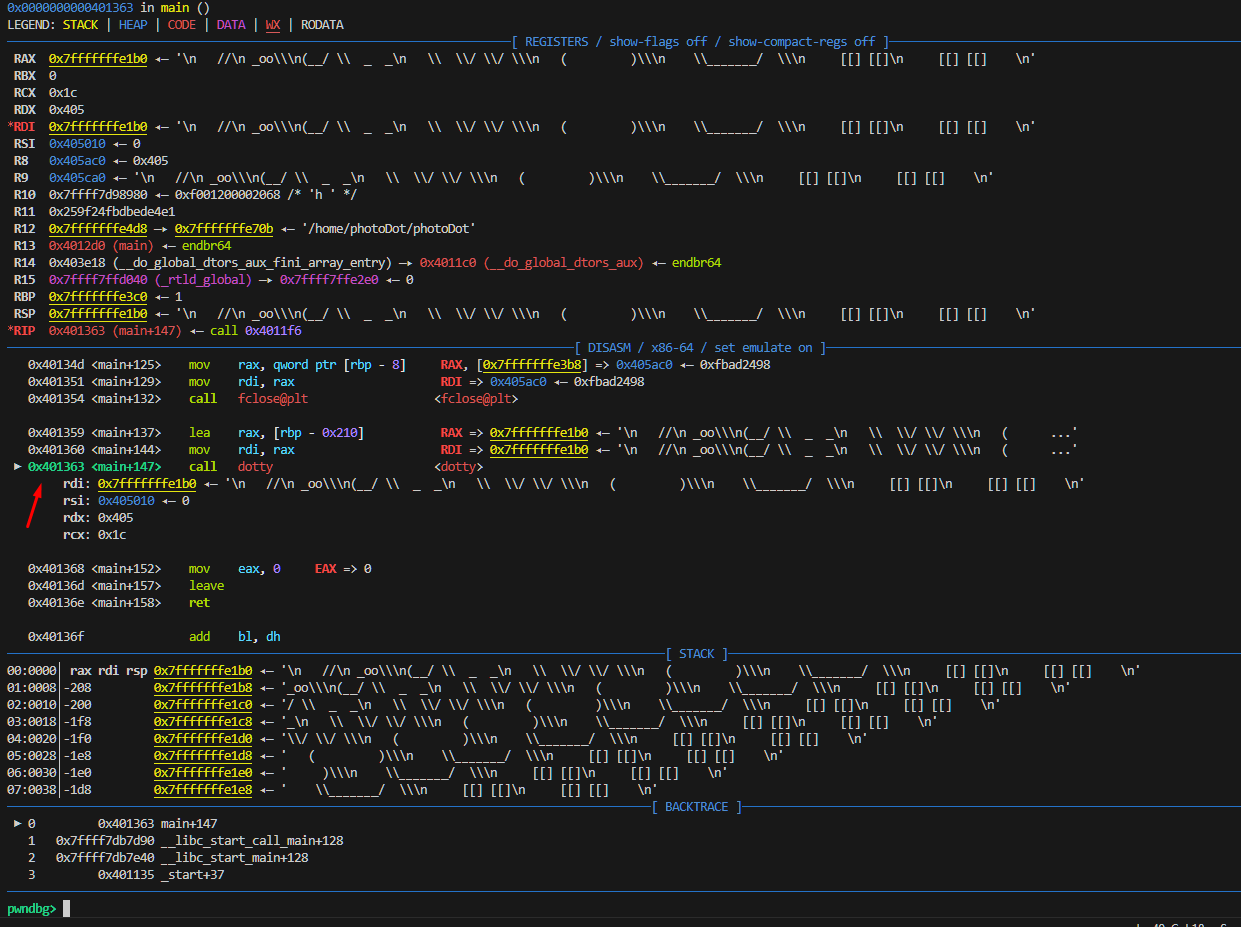 0x0000000000401363 in main ()
LEGEND: STACK | HEAP | CODE | DATA | WX | RODATA
[ REGISTERS / show-flags off / show-compact-regs off ]
RAX  0x7fffffffe1b0 ◂— '\n   //\n _oo\\\n(__/ \\  _  _\n   \\  \\/ \\/ \\\n   (         )\\\n    \\_______/  \\\n     [[] [[]\n     [[] [[]    \n'
RBX  0
RCX  0x1c
RDX  0x405
*RDI  0x7fffffffe1b0 ◂— '\n   //\n _oo\\\n(__/ \\  _  _\n   \\  \\/ \\/ \\\n   (         )\\\n    \\_______/  \\\n     [[] [[]\n     [[] [[]    \n'
RSI  0x405010 ◂— 0
R8   0x405ac0 ◂— 0x405
R9   0x405ca0 ◂— '\n   //\n _oo\\\n(__/ \\  _  _\n   \\  \\/ \\/ \\\n   (         )\\\n    \\_______/  \\\n     [[] [[]\n     [[] [[]    \n'
R10  0x7ffff7d98980 ◂— 0xf001200002068 /* 'h ' */
R11  0x259f24fbdbede4e1
R12  0x7fffffffe4d8 —▸ 0x7fffffffe70b ◂— '/home/photoDot/photoDot'
R13  0x4012d0 (main) ◂— endbr64
R14  0x403e18 (__do_global_dtors_aux_fini_array_entry) —▸ 0x4011c0 (__do_global_dtors_aux) ◂— endbr64
R15  0x7ffff7ffd040 (_rtld_global) —▸ 0x7ffff7ffe2e0 ◂— 0
RBP  0x7fffffffe3c0 ◂— 1
RSP  0x7fffffffe1b0 ◂— '\n   //\n _oo\\\n(__/ \\  _  _\n   \\  \\/ \\/ \\\n   (         )\\\n    \\_______/  \\\n     [[] [[]\n     [[] [[]    \n'
*RIP  0x401363 (main+147) ◂— call 0x4011f6
[ DISASM / x86-64 / set emulate on ]
0x40134d <main+125>    mov    rax, qword ptr [rbp - 8]     RAX, [0x7fffffffe3b8] => 0x405ac0 ◂— 0xfbad2498
0x401351 <main+129>    mov    rdi, rax                     RDI => 0x405ac0 ◂— 0xfbad2498
0x401354 <main+132>    call   fclose@plt                  <fclose@plt>
0x401359 <main+137>    lea    rax, [rbp - 0x210]           RAX => 0x7fffffffe1b0 ◂— '\n   //\n _oo\\\n(__/ \\  _  _\n   \\  \\/ \\/ \\\n   (      ...'
0x401360 <main+144>    mov    rdi, rax                     RDI => 0x7fffffffe1b0 ◂— '\n   //\n _oo\\\n(__/ \\  _  _\n   \\  \\/ \\/ \\\n   (      ...'
► 0x401363 <main+147>    call   dotty                       <dotty>
rdi: 0x7fffffffe1b0 ◂— '\n   //\n _oo\\\n(__/ \\  _  _\n   \\  \\/ \\/ \\\n   (         )\\\n    \\_______/  \\\n     [[] [[]\n     [[] [[]    \n'
rsi: 0x405010 ◂— 0
rdx: 0x405
rcx: 0x1c
0x401368 <main+152>    mov    eax, 0     EAX => 0
0x40136d <main+157>    leave
0x40136e <main+158>    ret
0x40136f               add    bl, dh
[ STACK ]
00:0000│ rax rdi rsp 0x7fffffffe1b0 ◂— '\n   //\n _oo\\\n(__/ \\  _  _\n   \\  \\/ \\/ \\\n   (         )\\\n    \\_______/  \\\n     [[] [[]\n     [[] [[]    \n'
01:0008│-208         0x7fffffffe1b8 ◂— '_oo\\\n(__/ \\  _  _\n   \\  \\/ \\/ \\\n   (         )\\\n    \\_______/  \\\n     [[] [[]\n     [[] [[]    \n'
02:0010│-200         0x7fffffffe1c0 ◂— '/ \\  _  _\n   \\  \\/ \\/ \\\n   (         )\\\n    \\_______/  \\\n     [[] [[]\n     [[] [[]    \n'
03:0018│-1f8         0x7fffffffe1c8 ◂— '_\n   \\  \\/ \\/ \\\n   (         )\\\n    \\_______/  \\\n     [[] [[]\n     [[] [[]    \n'
04:0020│-1f0         0x7fffffffe1d0 ◂— '\\/ \\/ \\\n   (         )\\\n    \\_______/  \\\n     [[] [[]\n     [[] [[]    \n'
05:0028│-1e8         0x7fffffffe1d8 ◂— '   (         )\\\n    \\_______/  \\\n     [[] [[]\n     [[] [[]    \n'
06:0030│-1e0         0x7fffffffe1e0 ◂— '     )\\\n    \\_______/  \\\n     [[] [[]\n     [[] [[]    \n'
07:0038│-1d8         0x7fffffffe1e8 ◂— '    \\_______/  \\\n     [[] [[]\n     [[] [[]    \n'
[ BACKTRACE ]
► 0         0x401363 main+147
1   0x7ffff7db7d90 __libc_start_call_main+128
2   0x7ffff7db7e40 __libc_start_main+128
3         0x401135 _start+37
pwndbg>